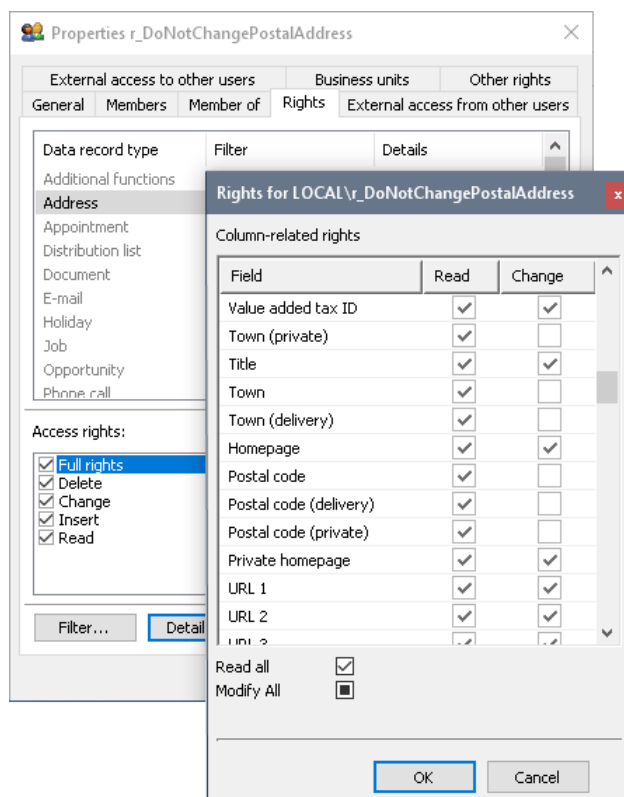 Properties r_DoNotChangePostalAddress
External access to other users Business units Other rights
General Members Member of Rights External access from other users
Data record type Filter Details
Additional functions
Address
Appointment
Distribution list
Document
E-mail
Holiday
Job
Opportunity
Phone call
Access rights:
Full rights
Delete
Change
Insert
Read
Filter... Detail
Rights for LOCAL\r_DoNotChangePostalAddress x
Column-related rights
Field Read Change
Value added tax ID
Town (private)
Title
Town
Town (delivery)
Homepage
Postal code
Postal code (delivery)
Postal code (private)
Private homepage
URL 1
URL 2
URL 3
Read all
Modify All
OK Cancel